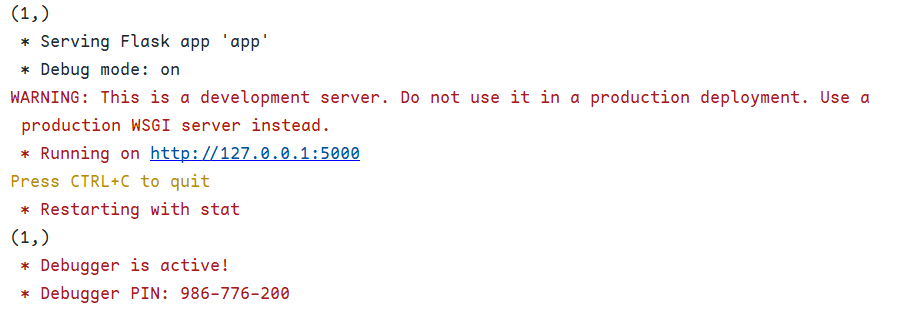 (1,)
* Serving Flask app 'app'
* Debug mode: on
WARNING: This is a development server. Do not use it in a production deployment. Use a
production WSGI server instead.
* Running on http://127.0.0.1:5000
Press CTRL+C to quit
* Restarting with stat
(1,)
* Debugger is active!
* Debugger PIN: 986-776-200